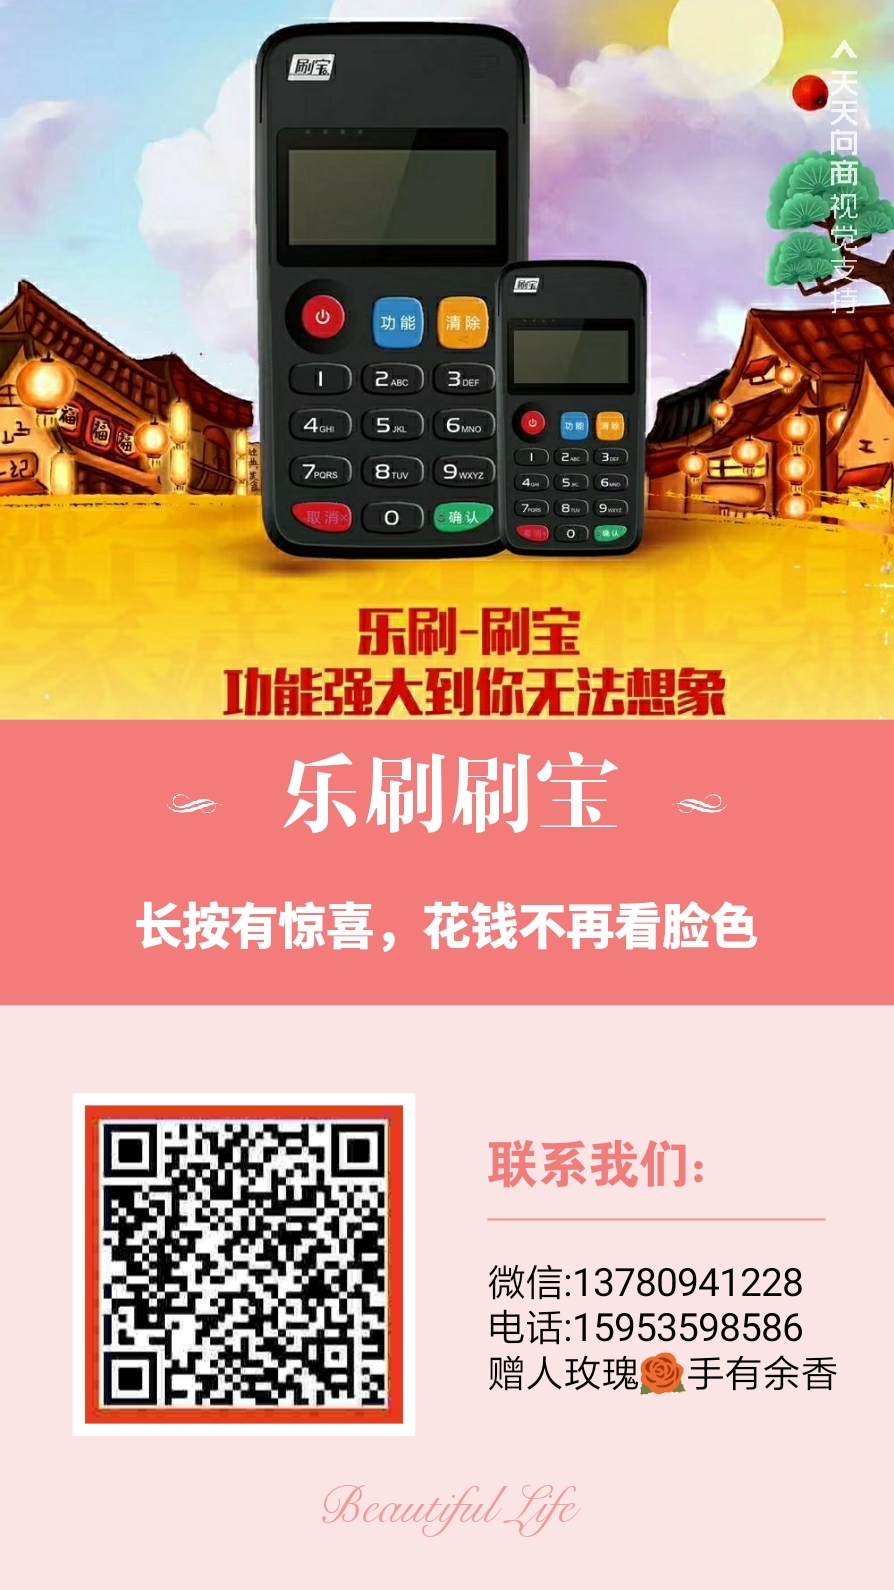 刷宝
天天向商 视觉支持
刷宝
功能 清除
功能 清除
1 2ABC 3DEF
4GHI 5JKL 6MNO
7PQRS 8TUV 9WXYZ
取消× 0 ○确认
1 2ABC 3DEF
4GHI 5JKL 6MNO
7PQRS 8TUV 9WXYZ
取消× 0 确认
福 福 福
乐刷-刷宝
功能强大到你无法想象
乐刷刷宝
长按有惊喜，花钱不再看脸色
联系我们：
微信:13780941228
电话:15953598586
赠人玫瑰🌹手有余香
Beautiful Life